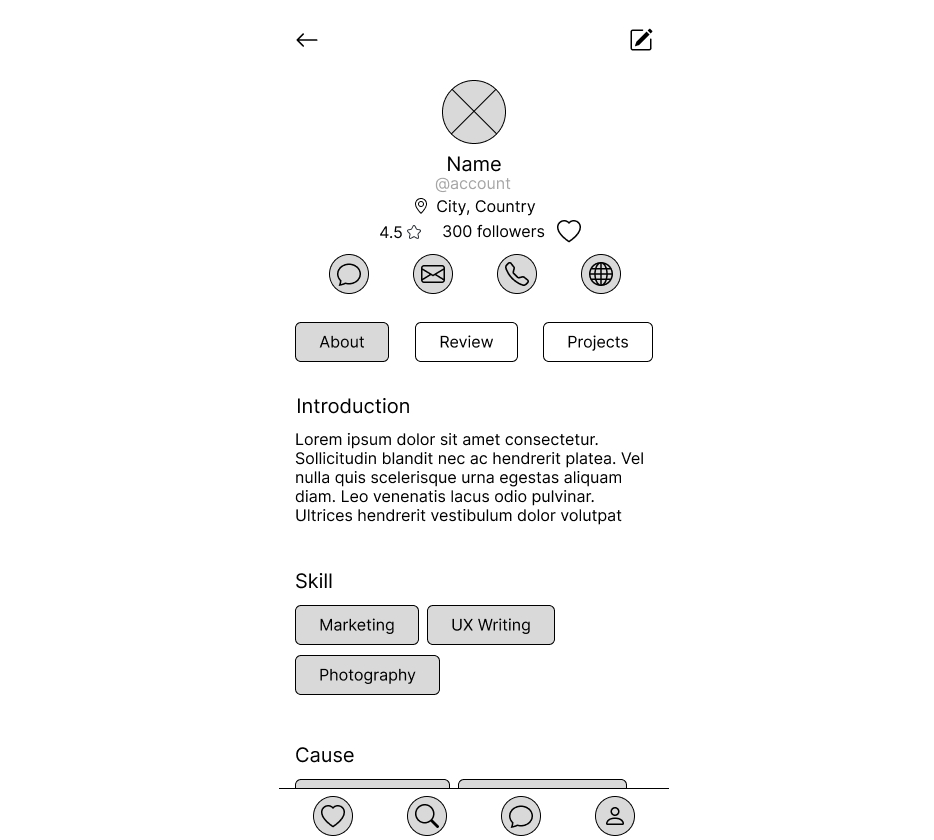 Name
@account
City, Country
4.5 300 followers
About Review Projects
Introduction
Lorem ipsum dolor sit amet consectetur.
Sollicitudin blandit nec ac hendrerit platea. Vel
nulla quis scelerisque urna egestas aliquam
diam. Leo venenatis lacus odio pulvinar.
Ultrices hendrerit vestibulum dolor volutpat
Skill
Marketing UX Writing
Photography
Cause